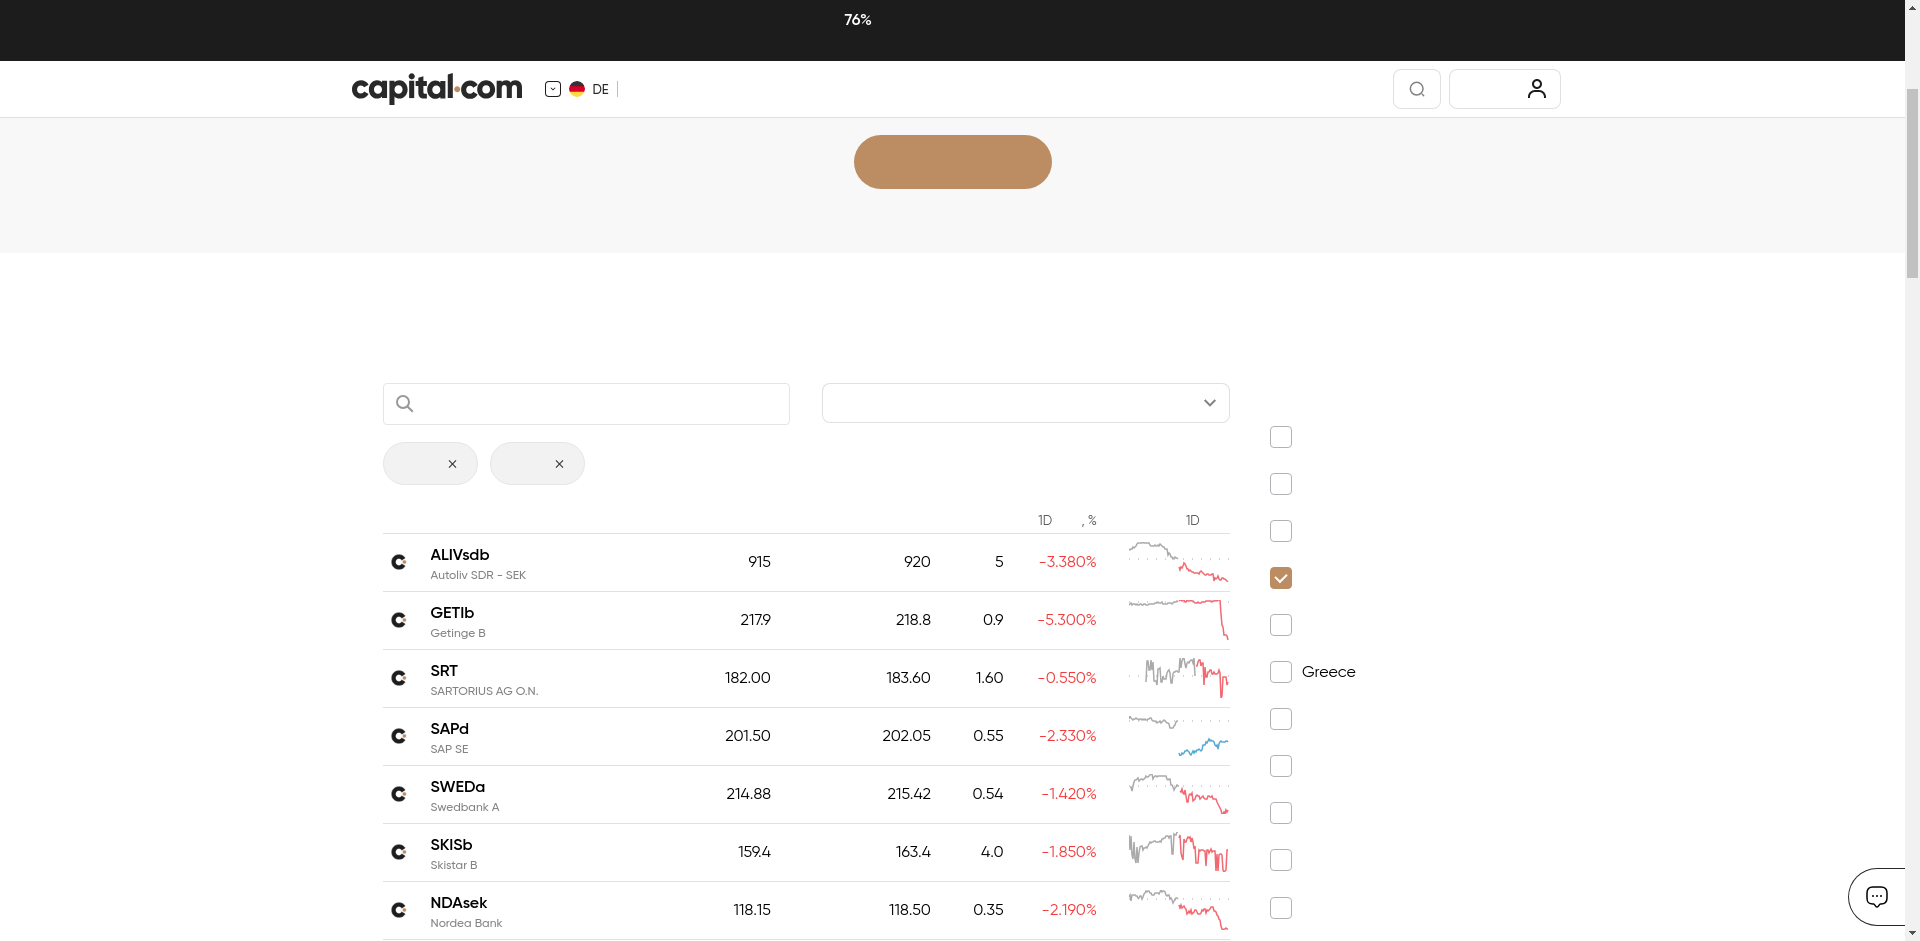 76%
capital.com
DE
1D , % 1D
ALIVsdb 915 920 5 -3.380%
Autoliv SDR - SEK
GETIb 217.9 218.8 0.9 -5.300%
Getinge B
SRT 182.00 183.60 1.60 -0.550%
SARTORIUS AG O.N.
SAPd 201.50 202.05 0.55 -2.330%
SAP SE
SWEDa 214.88 215.42 0.54 -1.420%
Swedbank A
SKISb 159.4 163.4 4.0 -1.850%
Skistar B
NDAsek 118.15 118.50 0.35 -2.190%
Nordea Bank
Greece